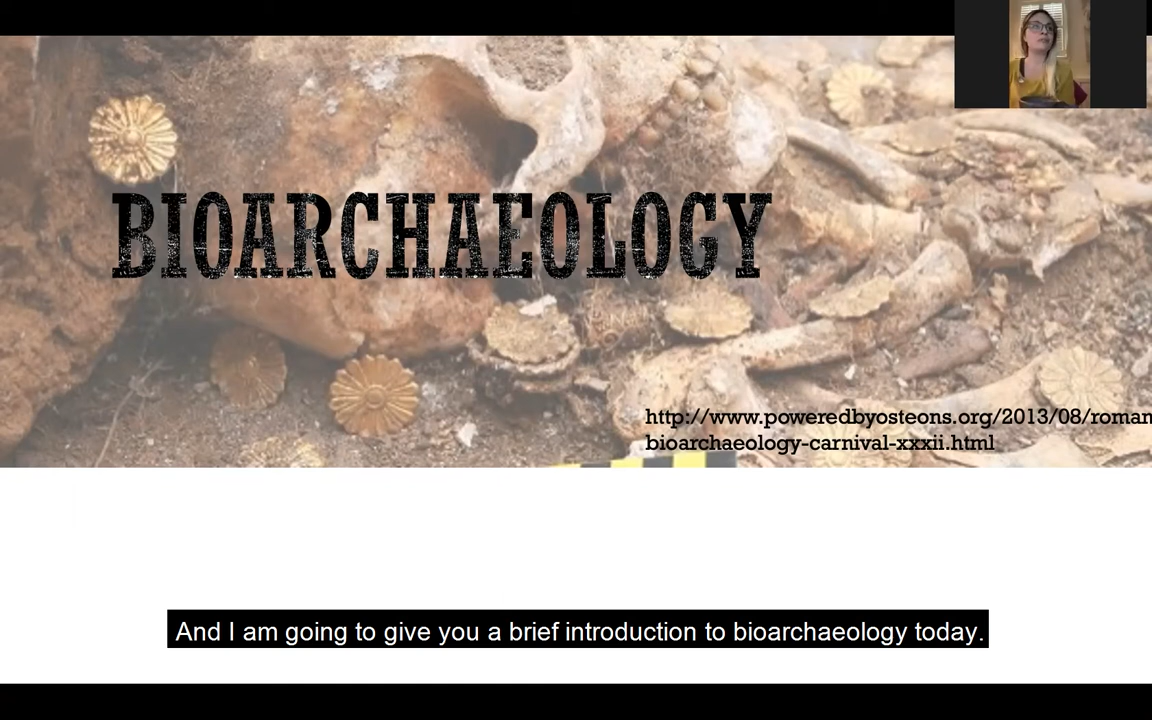 BIOARCHAEOLOGY
http://www.poweredbyosteons.org/2013/08/roman
bioarchaeology-carnival-xxxii.html
And I am going to give you a brief introduction to bioarchaeology today.